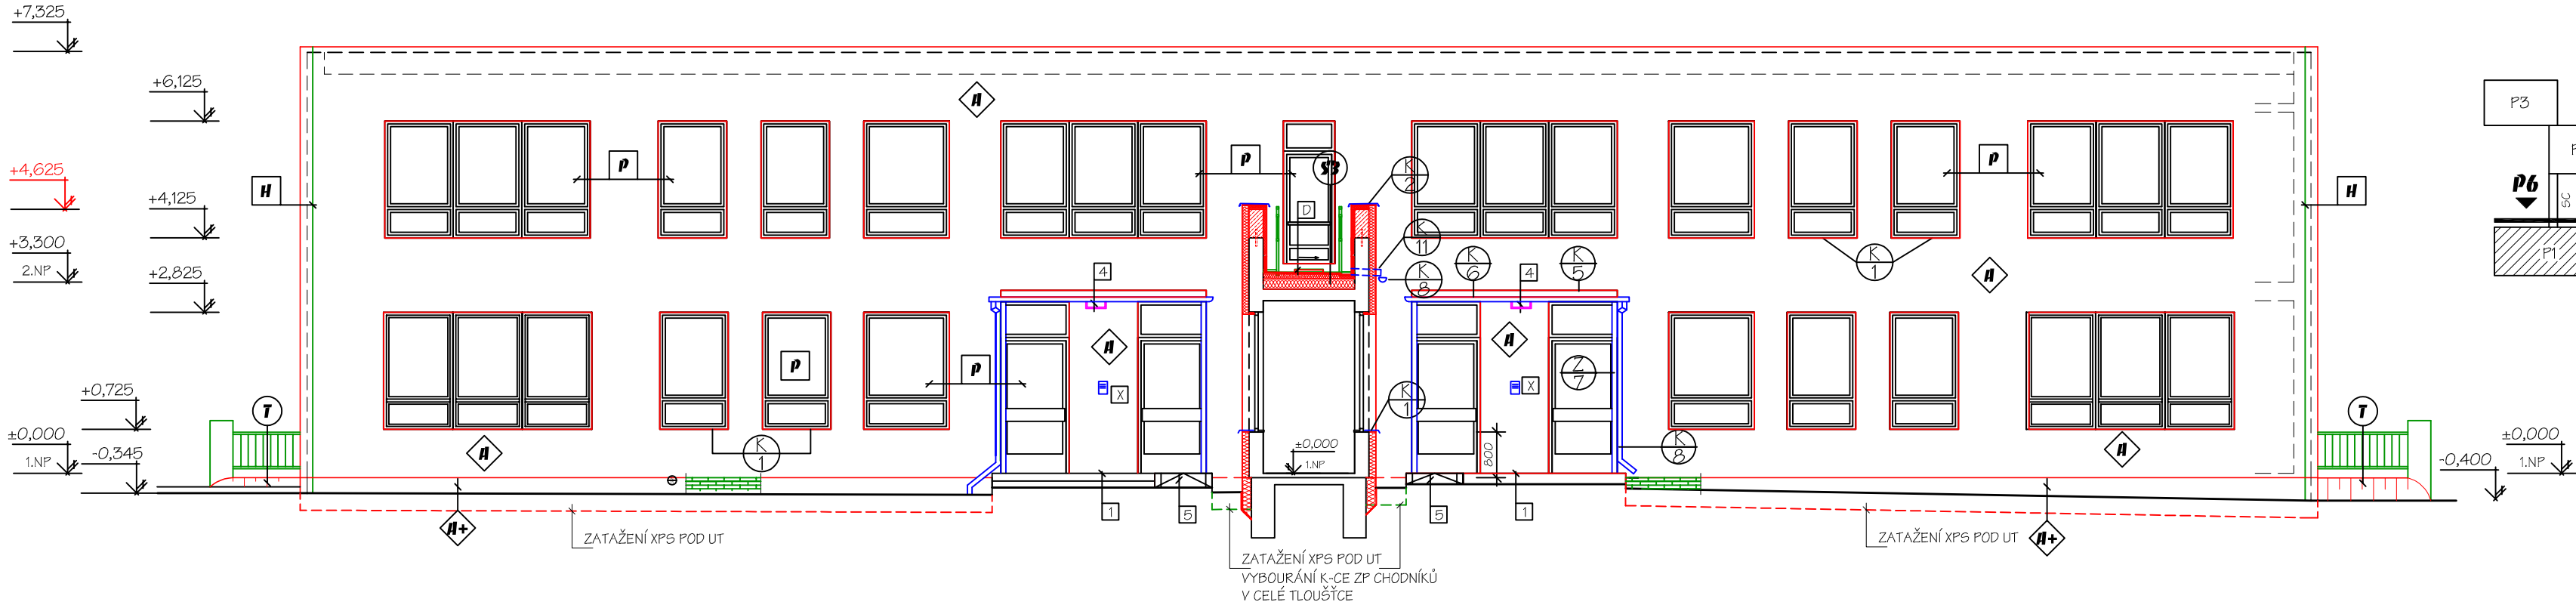 +7,325
+6,125
+4,625
+4,125
+3,300
2.NP
+2,825
+0,725
±0,000
1.NP
-0,345
H
T
A
P
P
P
P
A
K
1
A+
ZATAŽENÍ XPS POD UT
4
A
X
1
5
S3
D
K
2
K
11
K
8
K
6
K
5
4
±0,000
1.NP
K
1
800
A
X
Z
7
K
8
5
1
ZATAŽENÍ XPS POD UT
VYBOURÁNÍ K-CE ZP CHODNÍKŮ
V CELÉ TLOUŠŤCE
P
K
1
A
A
H
T
ZATAŽENÍ XPS POD UT
A+
-0,400
±0,000
1.NP
P3
P6
SC
P1